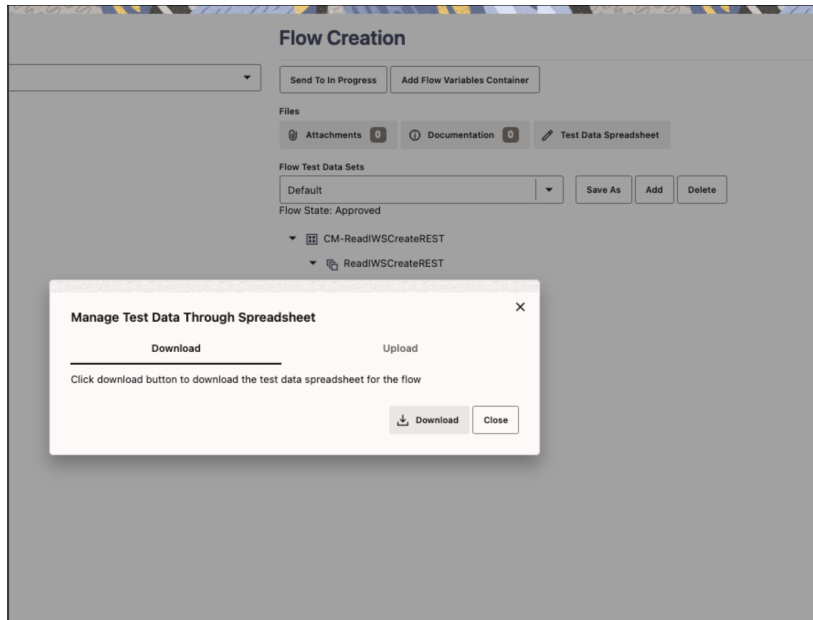 Flow Creation
Send To In Progress Add Flow Variables Container
Files
Attachments 0 Documentation 0 Test Data Spreadsheet
Flow Test Data Sets
Default Save As Add Delete
Flow State: Approved
CM-ReadIWSCreateREST
ReadIWSCreateREST
Manage Test Data Through Spreadsheet
Download Upload
Click download button to download the test data spreadsheet for the flow
Download Close